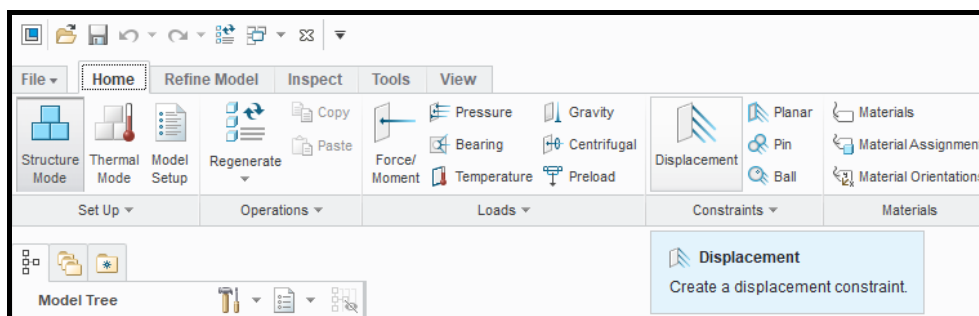 File Home Refine Model Inspect Tools View
Structure Mode
Thermal Mode
Model Setup
Regenerate
Copy
Paste
Force/ Moment
Pressure
Bearing
Temperature
Gravity
Centrifugal
Preload
Displacement
Planar
Pin
Ball
Materials
Material Assignment
Material Orientations
Set Up Operations Loads Constraints Materials
Displacement
Create a displacement constraint.
Model Tree